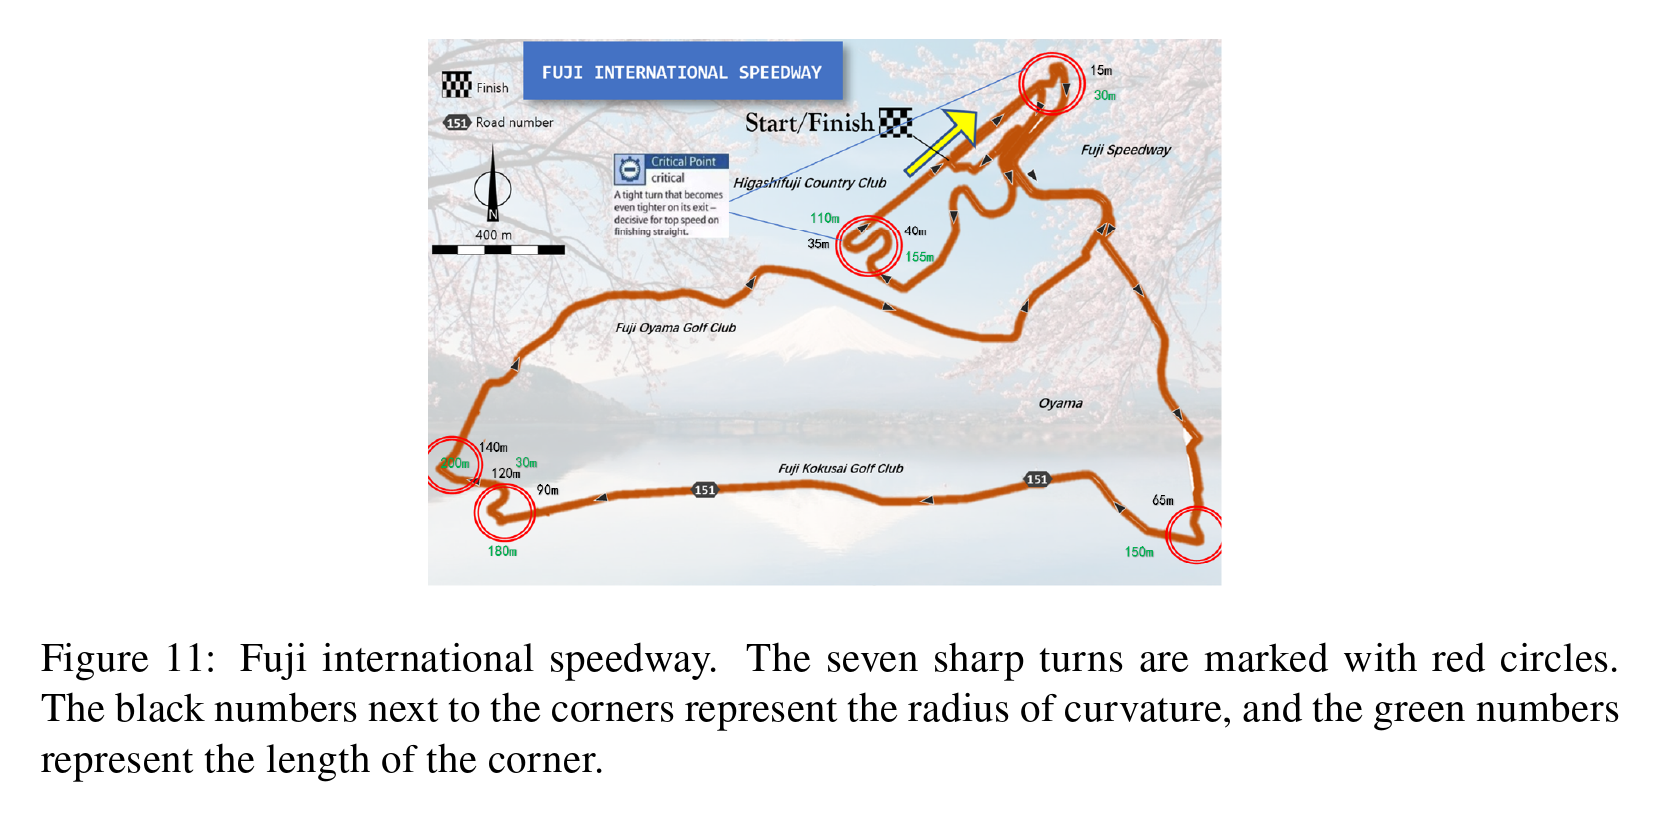 FUJI INTERNATIONAL SPEEDWAY
Finish
151 Road number
N
400 m
Start/Finish
15m
30m
Fuji Speedway
Critical Point
critical
A tight turn that becomes
even tighter on its exit –
decisive for top speed on
finishing straight.
Higashifuji Country Club
110m
35m
40m
155m
Fuji Oyama Golf Club
Oyama
140m
30m
120m
90m
180m
Fuji Kokusai Golf Club
151
151
65m
150m
Figure 11: Fuji international speedway. The seven sharp turns are marked with red circles.
The black numbers next to the corners represent the radius of curvature, and the green numbers
represent the length of the corner.